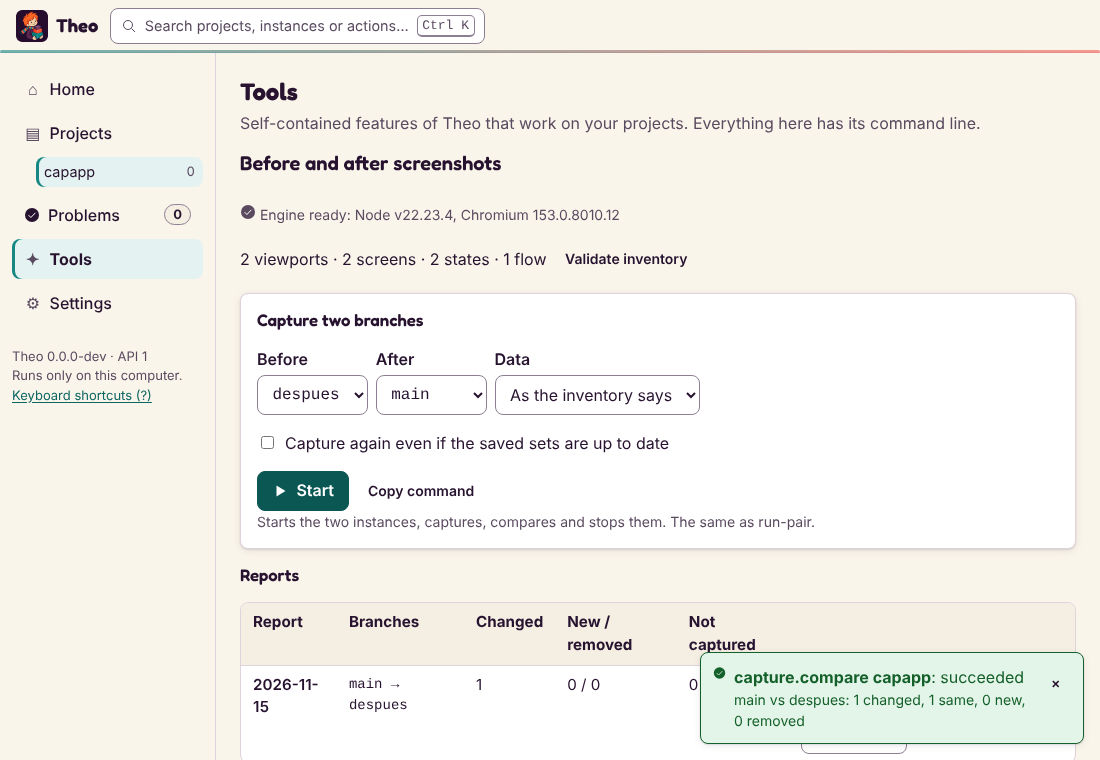 Theo
Search projects, instances or actions...
Ctrl K
Home
Projects
capapp 0
Problems 0
Tools
Settings
Theo 0.0.0-dev · API 1
Runs only on this computer.
Keyboard shortcuts (?)
Tools
Self-contained features of Theo that work on your projects. Everything here has its command line.
Before and after screenshots
Engine ready: Node v22.23.4, Chromium 153.0.8010.12
2 viewports · 2 screens · 2 states · 1 flow Validate inventory
Capture two branches
Before After Data
despues main As the inventory says
Capture again even if the saved sets are up to date
Start Copy command
Starts the two instances, captures, compares and stops them. The same as run-pair.
Reports
Report Branches Changed New / Not
removed captured
2026-11- main → 1 0 / 0 0
15 despues
capture.compare capapp: succeeded ×
main vs despues: 1 changed, 1 same, 0 new,
0 removed